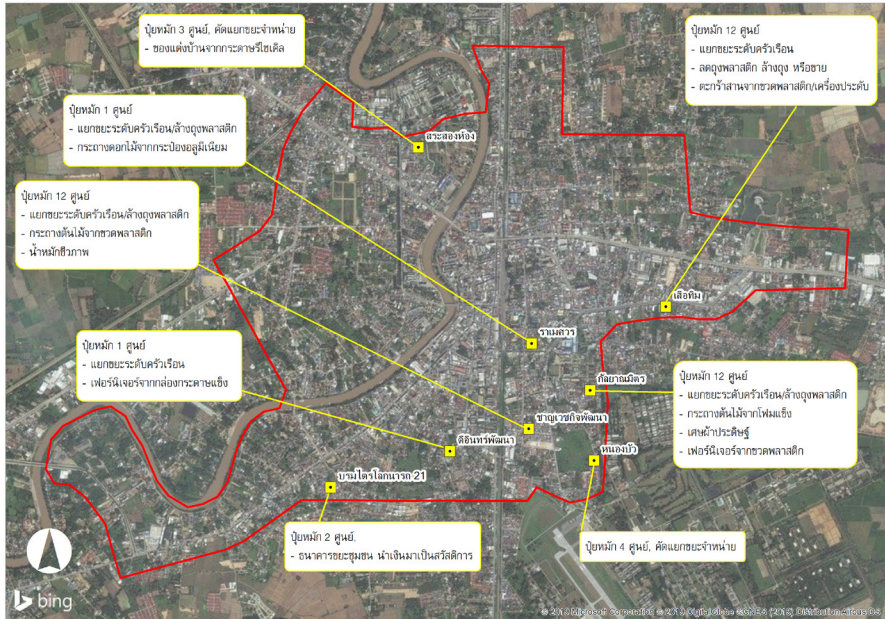 ปุ๋ยหมัก 3 ศูนย์, คัดแยกขยะจำหน่าย
- ของแต่งบ้านจากกระดาษรีไซเคิล
ปุ๋ยหมัก 12 ศูนย์
- แยกขยะระดับครัวเรือน
- ลดถุงพลาสติก ล้างถุง หรือขาย
- ตะกร้าสานจากขวดพลาสติก/เครื่องประดับ
ปุ๋ยหมัก 1 ศูนย์
- แยกขยะระดับครัวเรือน/ล้างถุงพลาสติก
- กระถางดอกไม้จากกระป๋องอลูมิเนียม
สระสองห้อง
ปุ๋ยหมัก 12 ศูนย์
- แยกขยะระดับครัวเรือน/ล้างถุงพลาสติก
- กระถางต้นไม้จากขวดพลาสติก
- น้ำหมักชีวภาพ
เสือทิม
ราเมศวร
ปุ๋ยหมัก 1 ศูนย์
- แยกขยะระดับครัวเรือน
- เฟอร์นิเจอร์จากกล่องกระดาษแข็ง
กัลยาณมิตร
ปุ๋ยหมัก 12 ศูนย์
- แยกขยะระดับครัวเรือน/ล้างถุงพลาสติก
- กระถางต้นไม้จากโฟมแข็ง
- เศษผ้าประดิษฐ์
- เฟอร์นิเจอร์จากขวดพลาสติก
ชาญเวชกิจพัฒนา
ดีอินทร์พัฒนา
หนองบัว
บรมไตรโลกนารถ 21
ปุ๋ยหมัก 2 ศูนย์,
- ธนาคารขยะชุมชน นำเงินมาเป็นสวัสดิการ
ปุ๋ยหมัก 4 ศูนย์, คัดแยกขยะจำหน่าย
bing
© 2019 Microsoft Corporation © 2019 DigitalGlobe ©CNES (2019) Distribution Airbus DS